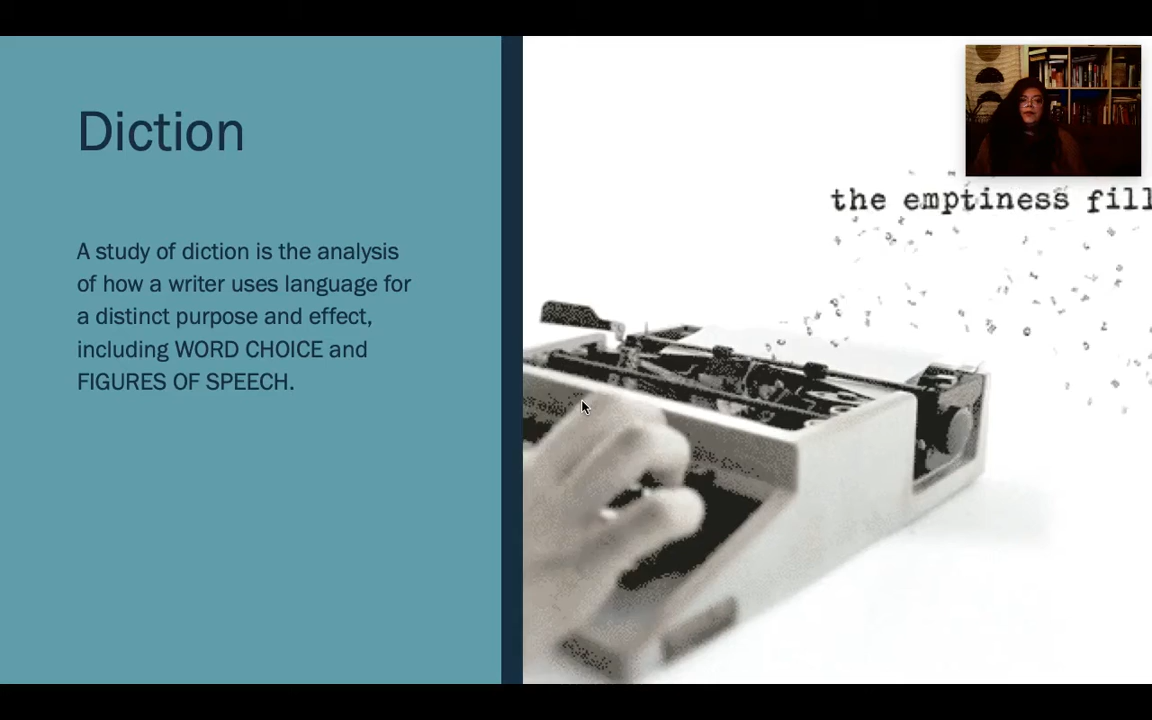 Diction
A study of diction is the analysis
of how a writer uses language for
a distinct purpose and effect,
including WORD CHOICE and
FIGURES OF SPEECH.
the emptiness fill